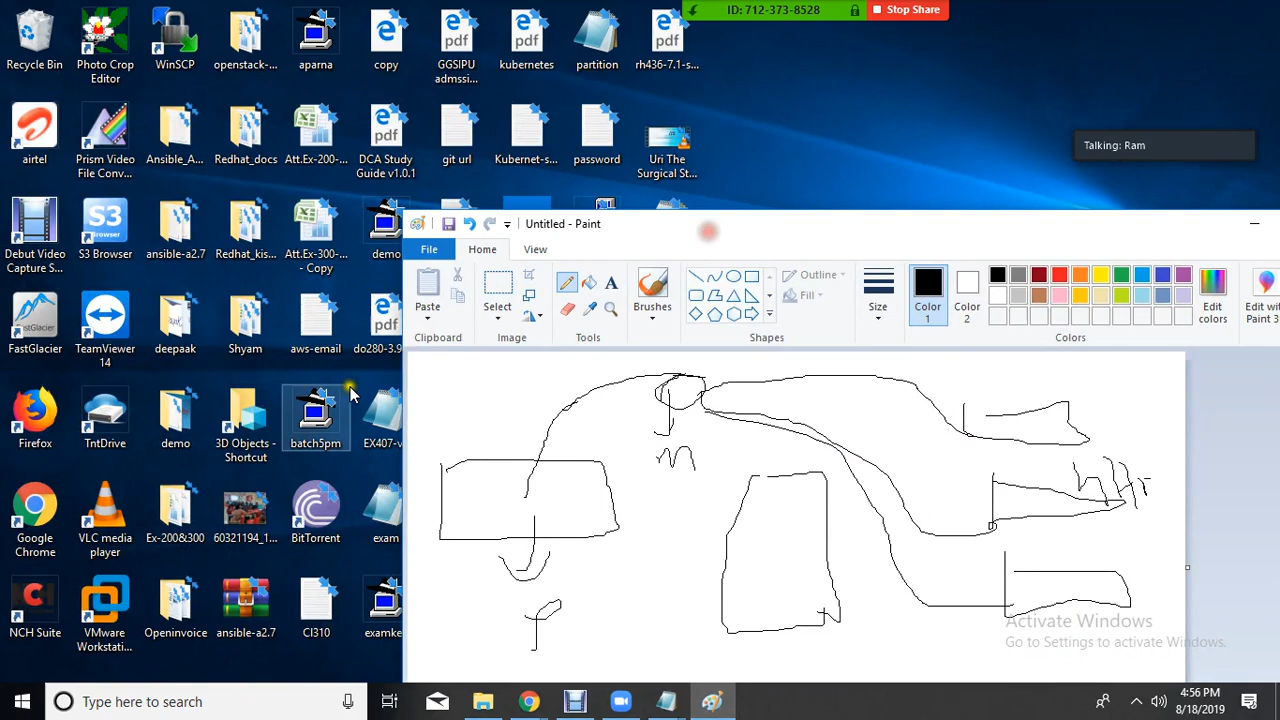 ID: 712-373-8528
Stop Share
Talking: Ram
Recycle Bin
Photo Crop Editor
WinSCP
openstack-...
aparna
copy
GGSIPU admssi...
kubernetes
partition
rh436-7.1-s...
airtel
Prism Video File Conv...
Ansible_A...
Redhat_docs
Att.Ex-200-...
DCA Study Guide v1.0.1
git url
Kubernet-s...
password
Uri The Surgical St...
Debut Video Capture S...
S3 Browser
ansible-a2.7
Redhat_kis...
Att.Ex-300-... - Copy
demo
FastGlacier
TeamViewer 14
deepaak
Shyam
aws-email
do280-3.9
Firefox
TntDrive
demo
3D Objects - Shortcut
batch5pm
EX407-v
Google Chrome
VLC media player
Ex-200&300
60321194_1...
BitTorrent
exam
NCH Suite
VMware Workstati...
Openinvoice
ansible-a2.7
CI310
examke
Untitled - Paint
File
Home
View
Paste
Select
Brushes
Outline
Fill
Size
Color 1
Color 2
Edit colors
Edit wi Paint 3
Clipboard
Image
Tools
Shapes
Colors
Activate Windows
Go to Settings to activate Windows.
Type here to search
4:56 PM
8/18/2019